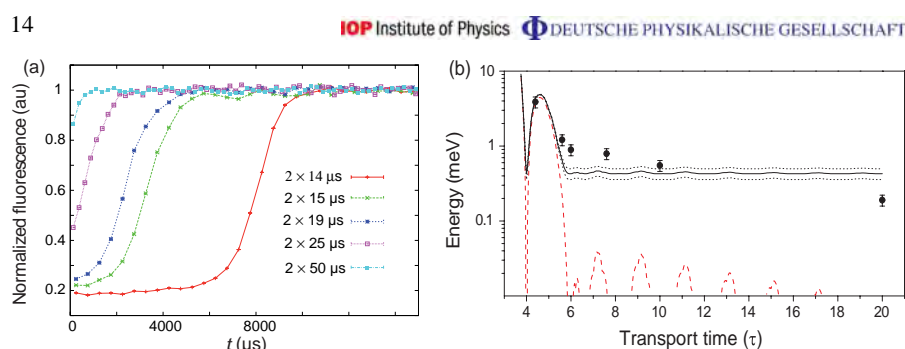 14
IOP Institute of Physics Φ DEUTSCHE PHYSIKALISCHE GESELLSCHAFT
(a)
Normalized fluorescence (au)
1.0
0.8
0.6
0.4
0.2
2 × 14 μs
2 × 15 μs
2 × 19 μs
2 × 25 μs
2 × 50 μs
0 4000 8000
t (μs)
(b)
Energy (meV)
10
1
0.1
4 6 8 10 12 14 16 18 20
Transport time (τ)